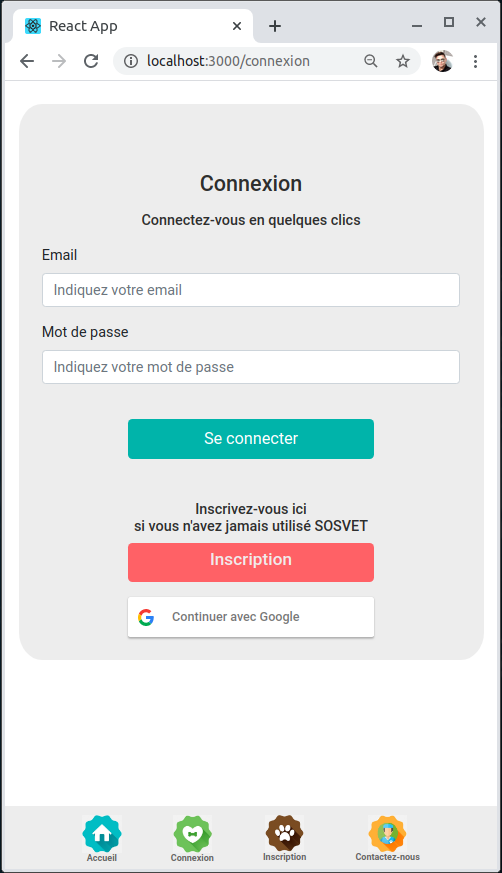 React App
localhost:3000/connexion
Connexion
Connectez-vous en quelques clics
Email
Indiquez votre email
Mot de passe
Indiquez votre mot de passe
Se connecter
Inscrivez-vous ici
si vous n'avez jamais utilisé SOSVET
Inscription
Continuer avec Google
Accueil
Connexion
Inscription
Contactez-nous